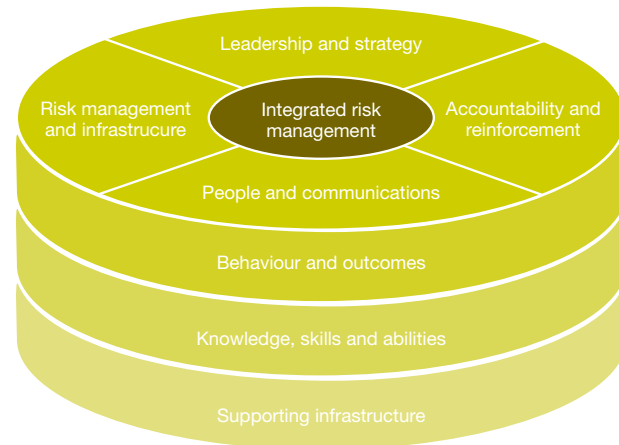 Leadership and strategy
Risk management
and infrastrucure
Integrated risk
management
Accountability and
reinforcement
People and communications
Behaviour and outcomes
Knowledge, skills and abilities
Supporting infrastructure